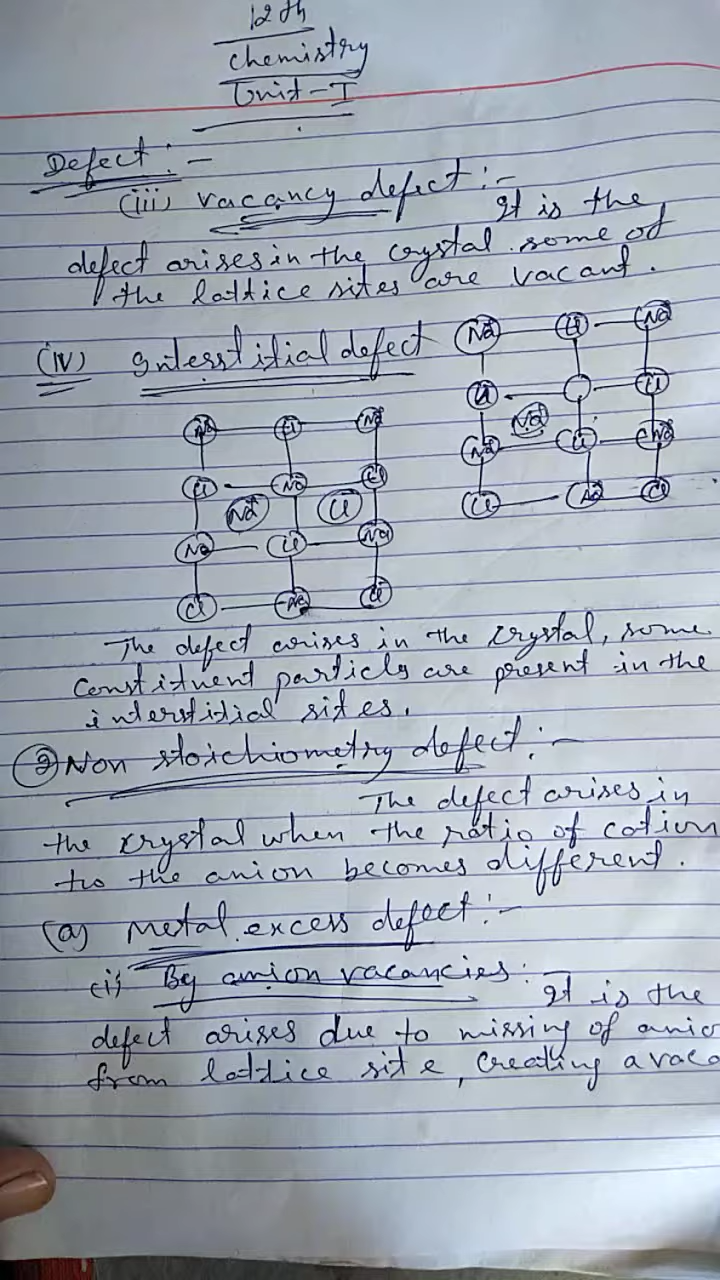 12th
chemistry
Unit-I
Defect :-
(iii) vacancy defect :-
It is the
defect arises in the crystal some of
the lattice sites are vacant.
(iv) Intesstitial defect
Na Cl Na
Cl Cl
Na
Na Cl Na
Cl Na Cl
Na Cl Na
Cl Na Cl
Na Cl
Na Cl Na
Cl Na Cl
The defect arises in the crystal, some
constituent particls are present in the
interstitial sites.
② Non stoichiometry defect :-
The defect arises in
the crystal when the ratio of cation
to the anion becomes different.
(a) Metal excess defect :-
(i) By anion vacancies :-
It is the
defect arises due to missing of anio
from lattice site, creating a vaca